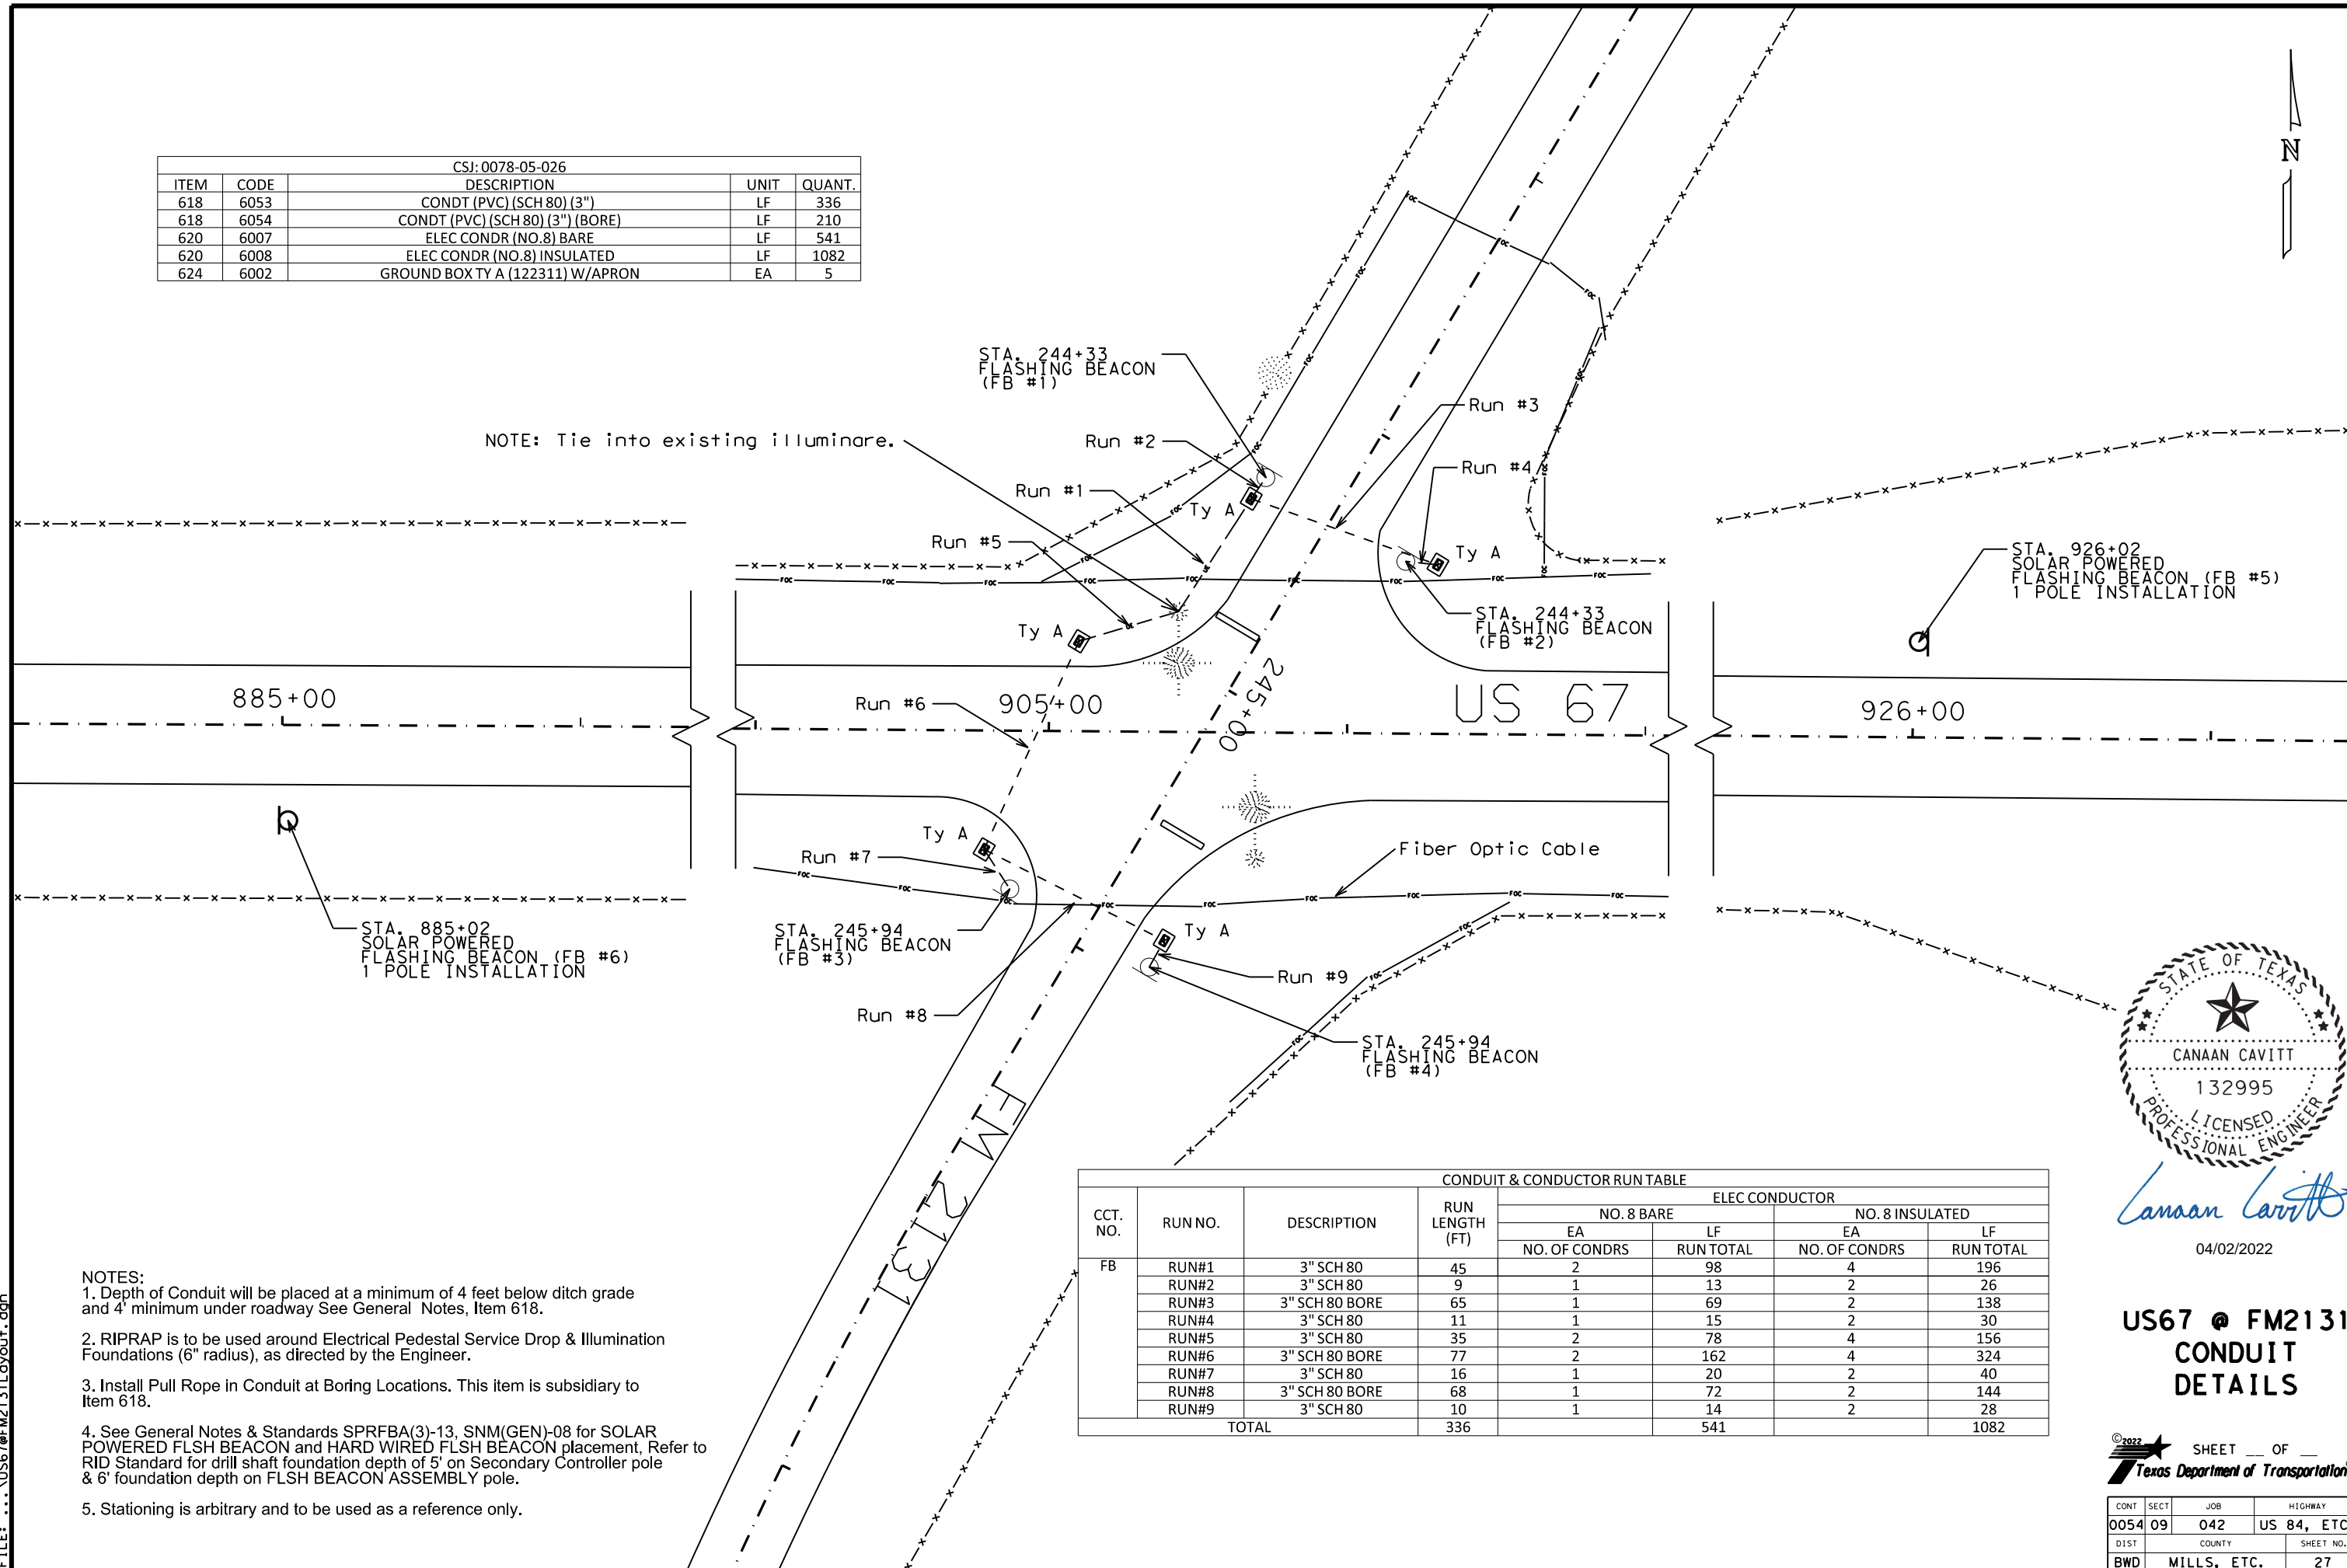 CSJ: 0078-05-026
ITEM CODE DESCRIPTION UNIT QUANT.
618 6053 CONDT (PVC) (SCH 80) (3") LF 336
618 6054 CONDT (PVC) (SCH 80) (3") (BORE) LF 210
620 6007 ELEC CONDR (NO.8) BARE LF 541
620 6008 ELEC CONDR (NO.8) INSULATED LF 1082
624 6002 GROUND BOX TY A (122311) W/APRON EA 5
N
STA. 244+33
FLASHING BEACON
(FB #1)
Run #3
NOTE: Tie into existing illuminare.
Run #2
Run #4
Run #1
Ty A
Run #5
Ty A
STA. 926+02
SOLAR POWERED
FLASHING BEACON (FB #5)
1 POLE INSTALLATION
STA. 244+33
FLASHING BEACON
(FB #2)
Ty A
885+00
Run #6
905+00
245+00
US 67
926+00
Ty A
Run #7
Fiber Optic Cable
FOC
STA. 885+02
SOLAR POWERED
FLASHING BEACON (FB #6)
1 POLE INSTALLATION
STA. 245+94
FLASHING BEACON
(FB #3)
Ty A
Run #9
Run #8
STA. 245+94
FLASHING BEACON
(FB #4)
FM 2131
STATE OF TEXAS
CANAAN CAVITT
132995
LICENSED
PROFESSIONAL ENGINEER
Canaan Cavitt
04/02/2022
CONDUIT & CONDUCTOR RUN TABLE
CCT. NO. RUN NO. DESCRIPTION RUN LENGTH (FT) ELEC CONDUCTOR
NO. 8 BARE NO. 8 INSULATED
EA LF EA LF
NO. OF CONDRS RUN TOTAL NO. OF CONDRS RUN TOTAL
FB RUN#1 3" SCH 80 45 2 98 4 196
RUN#2 3" SCH 80 9 1 13 2 26
RUN#3 3" SCH 80 BORE 65 1 69 2 138
RUN#4 3" SCH 80 11 1 15 2 30
RUN#5 3" SCH 80 35 2 78 4 156
RUN#6 3" SCH 80 BORE 77 2 162 4 324
RUN#7 3" SCH 80 16 1 20 2 40
RUN#8 3" SCH 80 BORE 68 1 72 2 144
RUN#9 3" SCH 80 10 1 14 2 28
TOTAL 336 541 1082
NOTES:
1. Depth of Conduit will be placed at a minimum of 4 feet below ditch grade
and 4' minimum under roadway See General Notes, Item 618.
2. RIPRAP is to be used around Electrical Pedestal Service Drop & Illumination
Foundations (6" radius), as directed by the Engineer.
3. Install Pull Rope in Conduit at Boring Locations. This item is subsidiary to
Item 618.
4. See General Notes & Standards SPRFBA(3)-13, SNM(GEN)-08 for SOLAR
POWERED FLSH BEACON and HARD WIRED FLSH BEACON placement, Refer to
RID Standard for drill shaft foundation depth of 5' on Secondary Controller pole
& 6' foundation depth on FLSH BEACON ASSEMBLY pole.
5. Stationing is arbitrary and to be used as a reference only.
US67 @ FM2131
CONDUIT
DETAILS
©2022 SHEET __ OF __
Texas Department of Transportation
CONT SECT JOB HIGHWAY
0054 09 042 US 84, ETC
DIST COUNTY SHEET NO.
BWD MILLS, ETC. 27
FILE: ...\US67@FM2131Layout.dgn